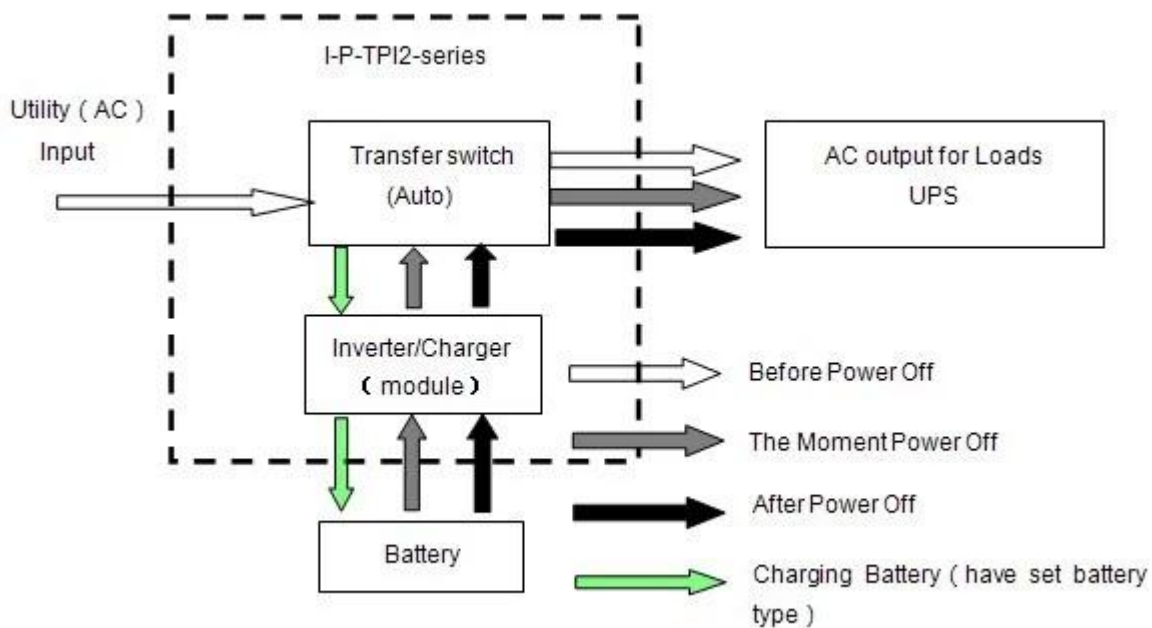 I-P-TPI2-series
Utility ( AC )
Input
Transfer switch
(Auto)
AC output for Loads
UPS
Inverter/Charger
( module )
Before Power Off
The Moment Power Off
After Power Off
Battery
Charging Battery ( have set battery
type )